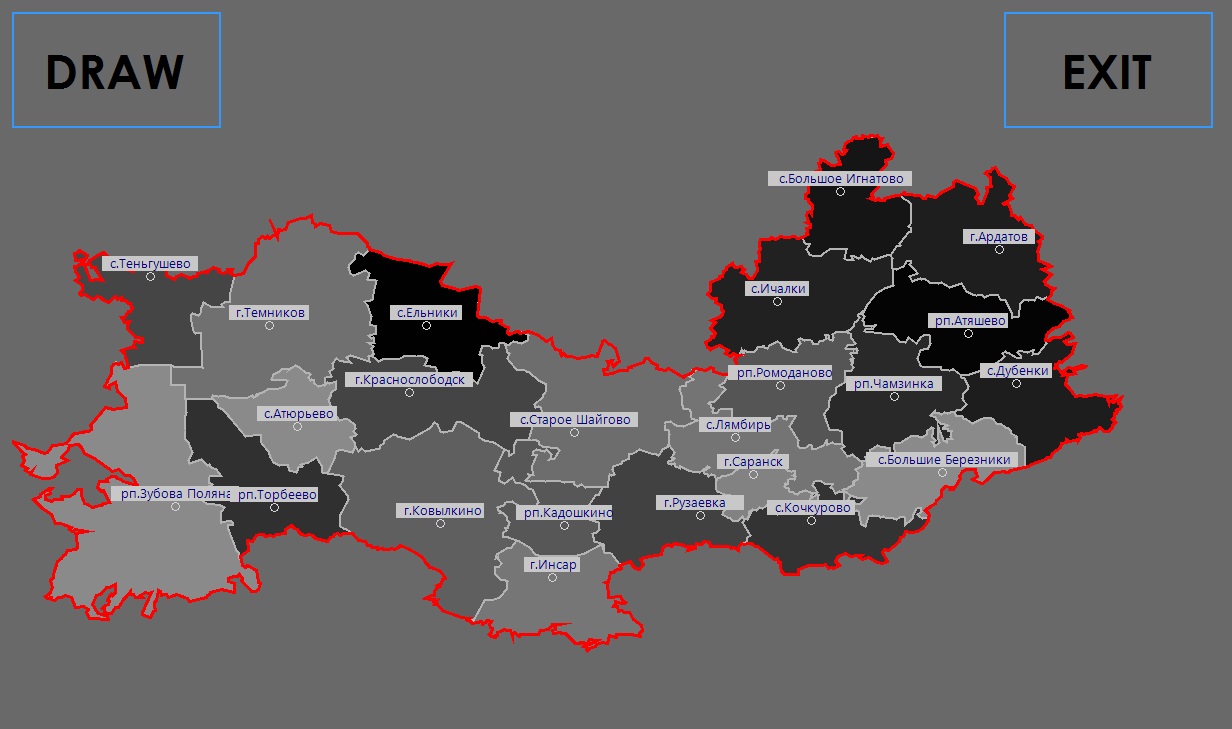 DRAW
EXIT
с.Большое Игнатово
г.Ардатов
с.Теньгушево
с.Ичалки
г.Темников
с.Ельники
рп.Атяшево
рп.Ромоданово
с.Дубенки
г.Краснослободск
рп.Чамзинка
с.Атюрьево
с.Старое Шайгово
с.Лямбирь
г.Саранск
с.Большие Березники
рп.Зубова Поляна
рп.Торбеево
г.Рузаевка
с.Кочкурово
г.Ковылкино
рп.Кадошкино
г.Инсар